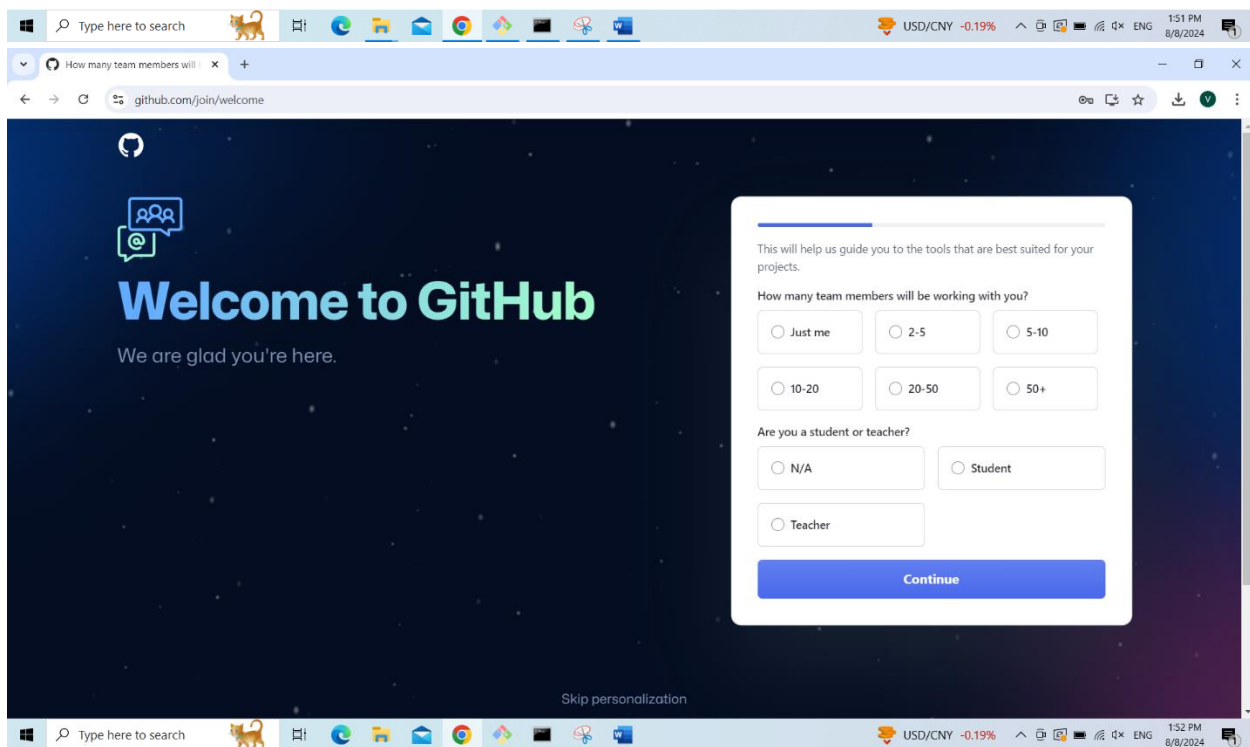 Type here to search
USD/CNY -0.19%
ENG
1:51 PM
8/8/2024
1
How many team members will
github.com/join/welcome
V
Welcome to GitHub
We are glad you're here.
This will help us guide you to the tools that are best suited for your
projects.
How many team members will be working with you?
Just me
2-5
5-10
10-20
20-50
50+
Are you a student or teacher?
N/A
Student
Teacher
Continue
Skip personalization
Type here to search
USD/CNY -0.19%
ENG
1:52 PM
8/8/2024
1